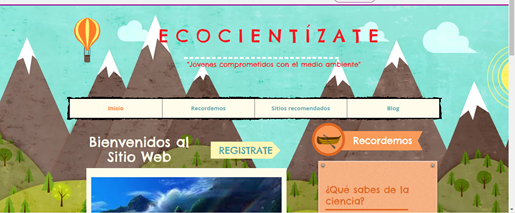 ECOCIENTÍZATE
"Jóvenes comprometidos con el medio ambiente"
Inicio
Recordemos
Sitios recomendados
Blog
Bienvenidos al
Sitio Web
REGISTRATE
Recordemos
¿Qué sabes de la
ciencia?